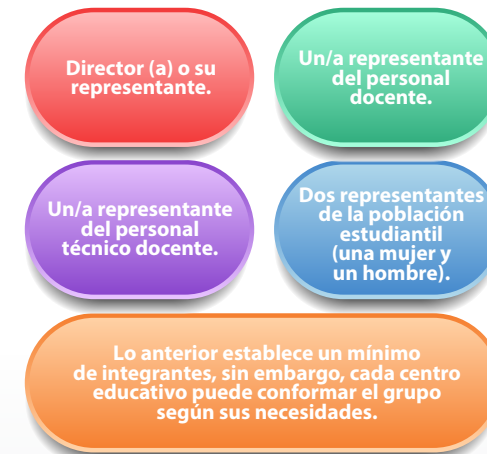 Director (a) o su
representante.
Un/a representante
del personal
docente.
Un/a representante
del personal
técnico docente.
Dos representantes
de la población
estudiantil
(una mujer y
un hombre).
Lo anterior establece un mínimo
de integrantes, sin embargo, cada centro
educativo puede conformar el grupo
según sus necesidades.